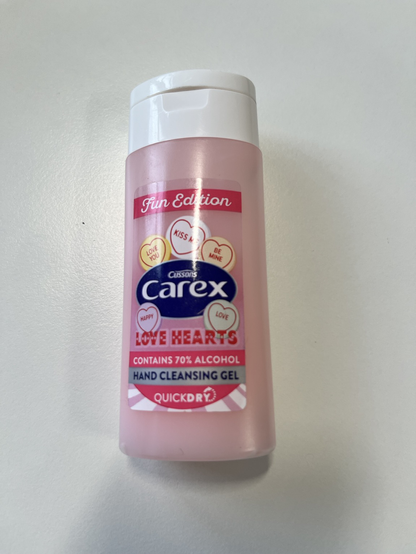 Fun Edition
KISS ME
LOVE YOU
BE MINE
Cussons
Carex
HAPPY
LOVE
LOVE HEARTS
CONTAINS 70% ALCOHOL
HAND CLEANSING GEL
QUICKDRY